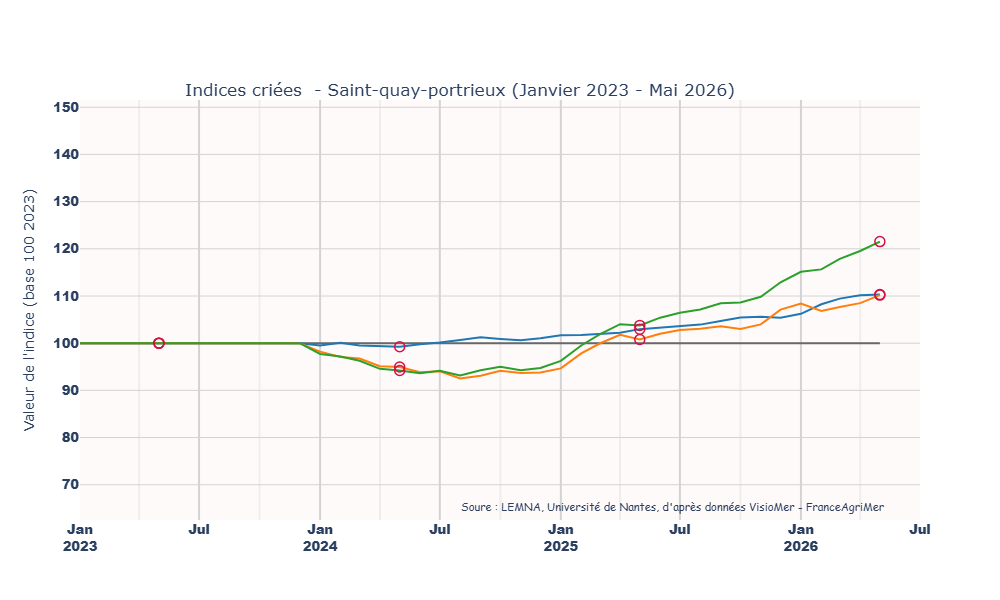 Indices criées  - Saint-quay-portrieux (Janvier 2023 - Mai 2026)
Valeur de l'indice (base 100 2023)
150
140
130
120
110
100
90
80
70
Soure : LEMNA, Université de Nantes, d'après données VisioMer - FranceAgriMer
Jan Jul Jan Jul Jan Jul Jan Jul
2023 2024 2025 2026